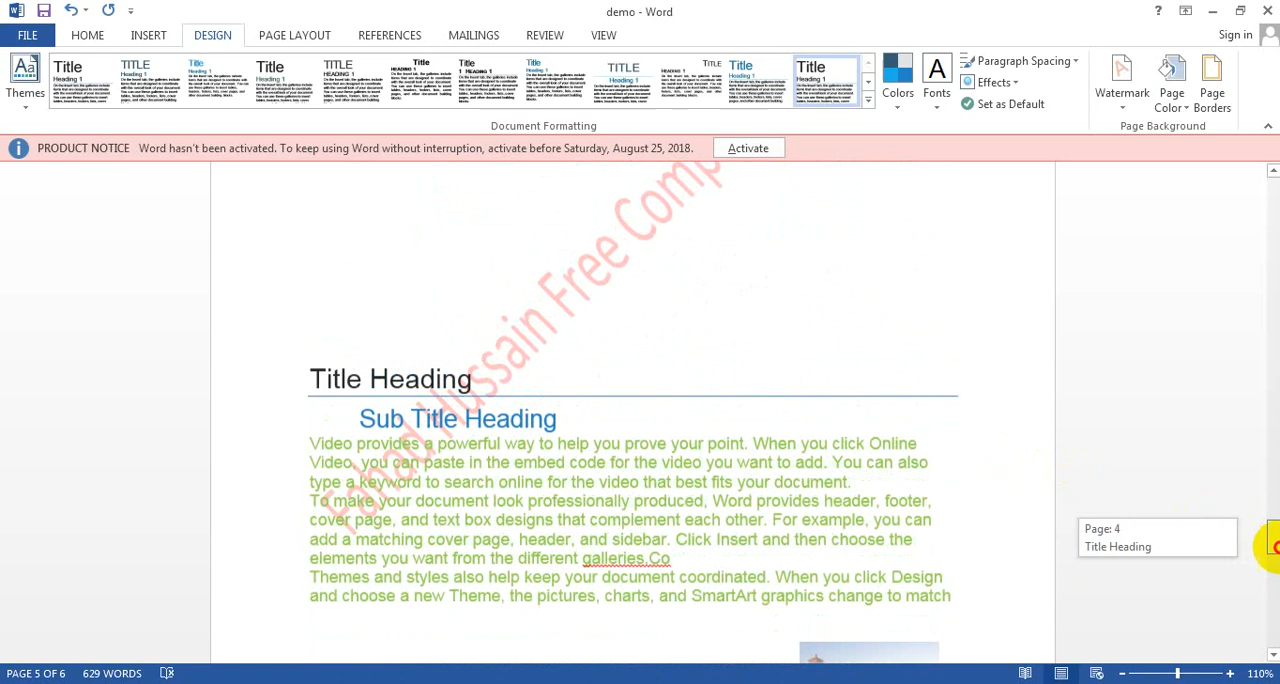 demo - Word
?
Sign in
FILE HOME INSERT DESIGN PAGE LAYOUT REFERENCES MAILINGS REVIEW VIEW
Themes
Colors
Fonts
Paragraph Spacing
Effects
Set as Default
Watermark
Page Color
Page Borders
Document Formatting
Page Background
PRODUCT NOTICE Word hasn't been activated. To keep using Word without interruption, activate before Saturday, August 25, 2018. Activate
Fahad Hussain Free Comp
Title Heading
Sub Title Heading
Video provides a powerful way to help you prove your point. When you click Online
Video, you can paste in the embed code for the video you want to add. You can also
type a keyword to search online for the video that best fits your document.
To make your document look professionally produced, Word provides header, footer,
cover page, and text box designs that complement each other. For example, you can
add a matching cover page, header, and sidebar. Click Insert and then choose the
elements you want from the different galleries.Co
Themes and styles also help keep your document coordinated. When you click Design
and choose a new Theme, the pictures, charts, and SmartArt graphics change to match
Page: 4
Title Heading
PAGE 5 OF 6 629 WORDS
110%